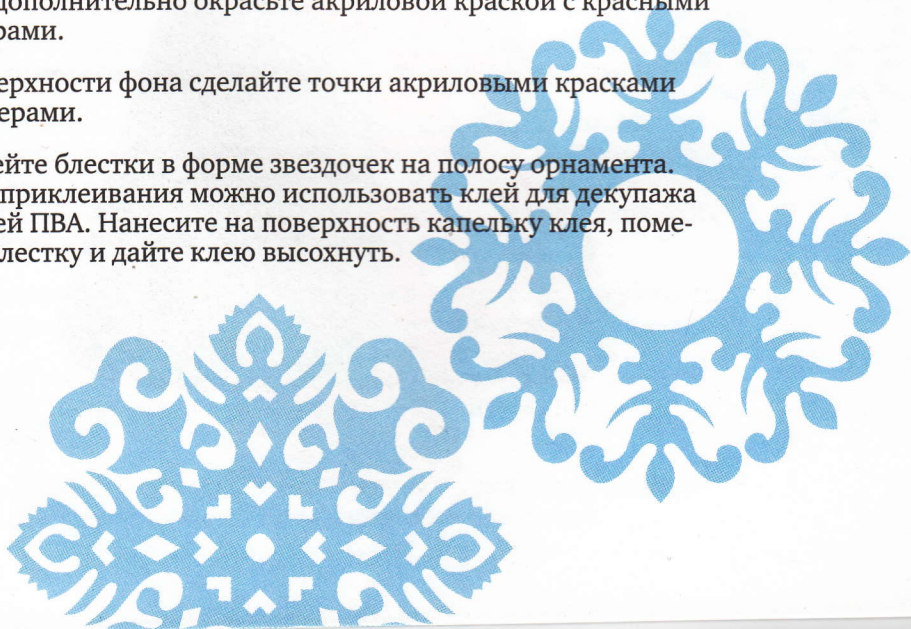 дополнительно окрасьте акриловой краской с красными
рами.
ерхности фона сделайте точки акриловыми красками
ерами.
ейте блестки в форме звездочек на полосу орнамента.
приклеивания можно использовать клей для декупажа
ей ПВА. Нанесите на поверхность капельку клея, поме-
лестку и дайте клею высохнуть.